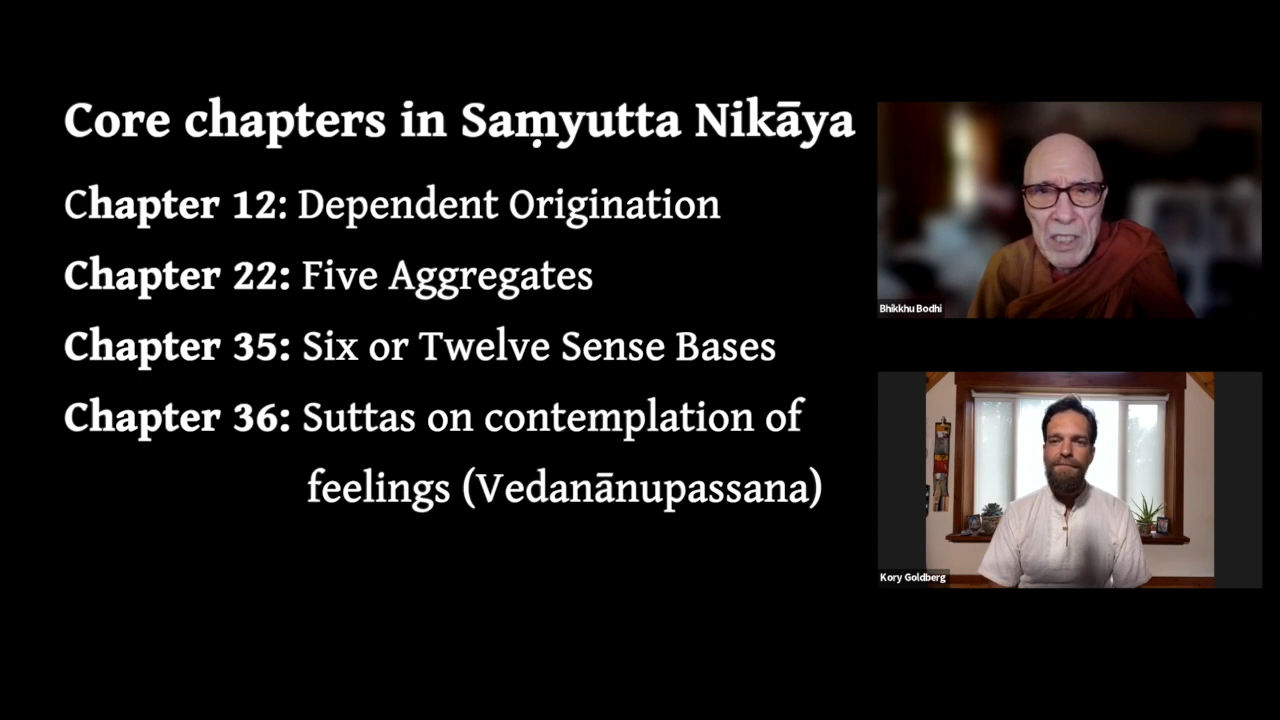 Core chapters in Saṃyutta Nikāya
Chapter 12: Dependent Origination
Chapter 22: Five Aggregates
Chapter 35: Six or Twelve Sense Bases
Chapter 36: Suttas on contemplation of
feelings (Vedanānupassana)
Bhikkhu Bodhi
Kory Goldberg